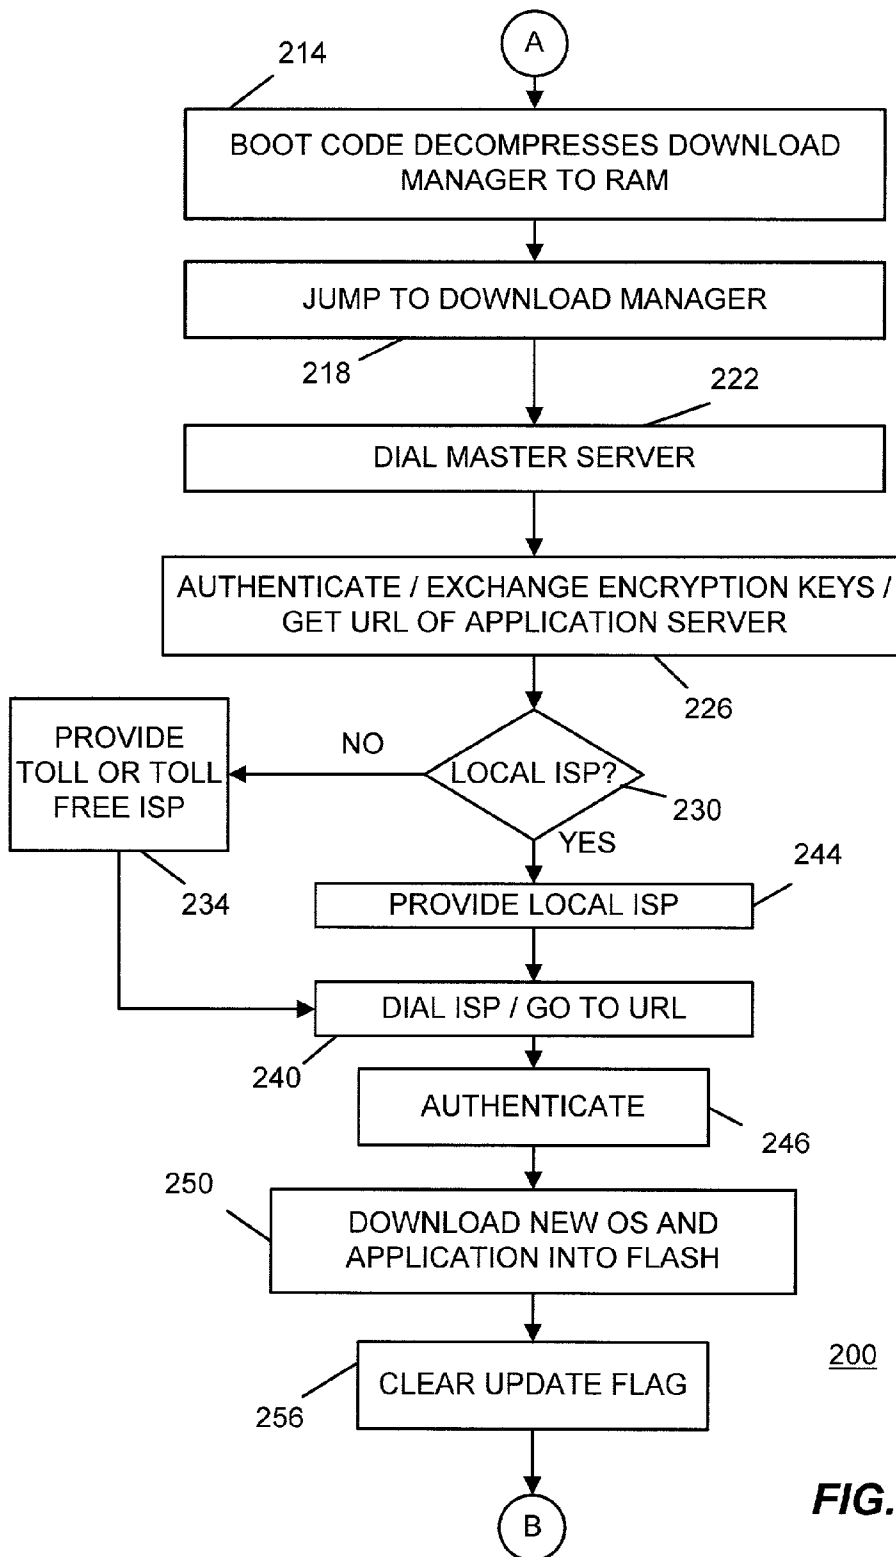 A
214
BOOT CODE DECOMPRESSES DOWNLOAD
MANAGER TO RAM
JUMP TO DOWNLOAD MANAGER
218
222
DIAL MASTER SERVER
AUTHENTICATE / EXCHANGE ENCRYPTION KEYS /
GET URL OF APPLICATION SERVER
226
PROVIDE
TOLL OR TOLL
FREE ISP
NO
LOCAL ISP?
230
YES
234
244
PROVIDE LOCAL ISP
DIAL ISP / GO TO URL
240
AUTHENTICATE
246
250
DOWNLOAD NEW OS AND
APPLICATION INTO FLASH
200
CLEAR UPDATE FLAG
256
FIG.
B